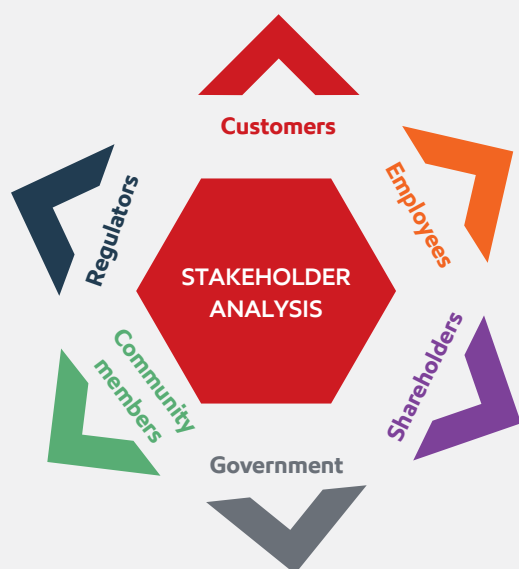 Customers
Employees
Regulators
STAKEHOLDER
ANALYSIS
Shareholders
Community
members
Government